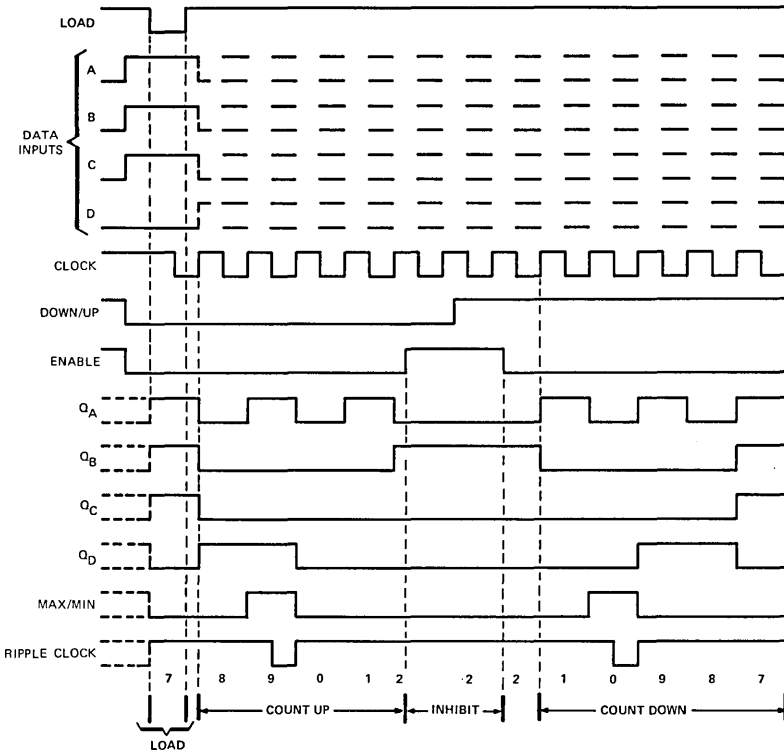 LOAD
A
B
DATA
INPUTS
C
D
CLOCK
DOWN/UP
ENABLE
QA
QB
QC
QD
MAX/MIN
RIPPLE CLOCK
7 8 9 0 1 2 2 2 1 0 9 8 7
COUNT UP INHIBIT COUNT DOWN
LOAD